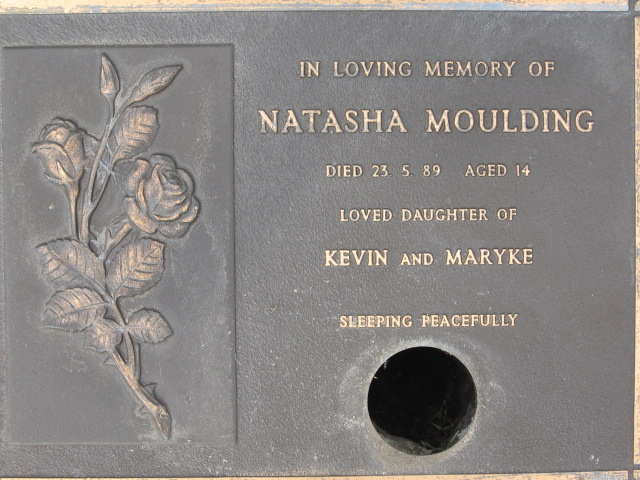 IN LOVING MEMORY OF
NATASHA MOULDING
DIED 23. 5. 89 AGED 14
LOVED DAUGHTER OF
KEVIN AND MARYKE
SLEEPING PEACEFULLY